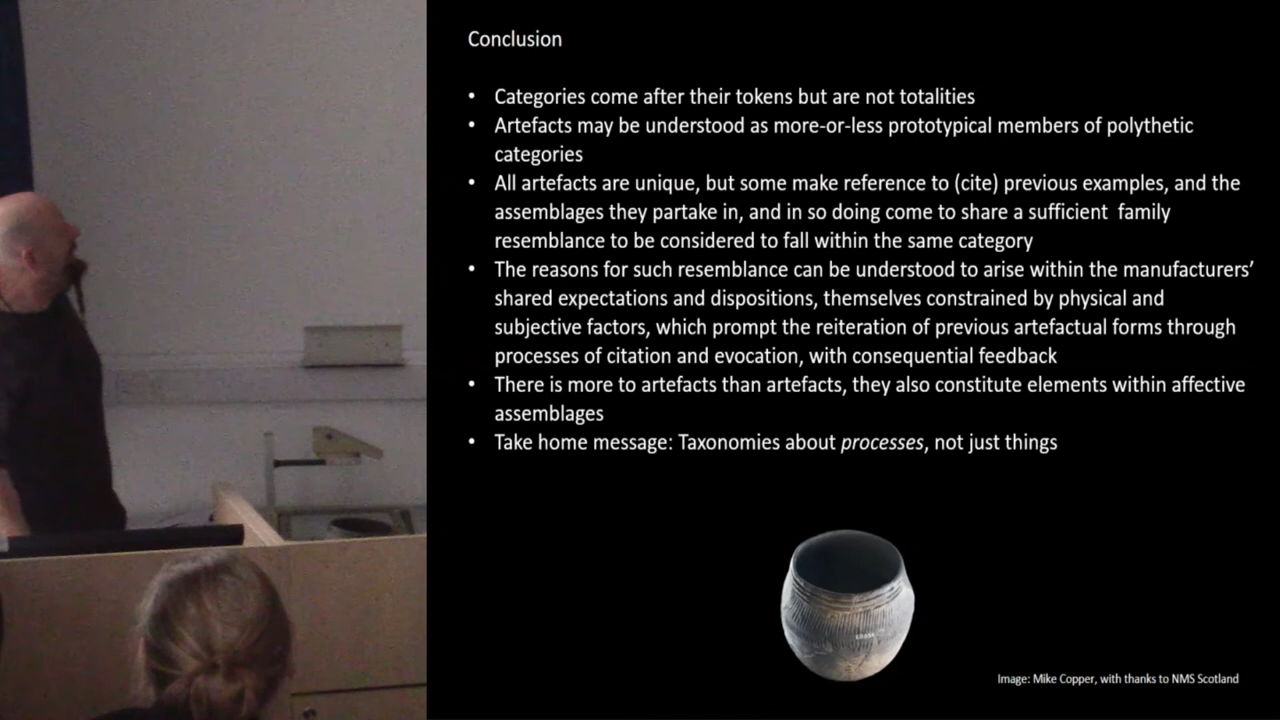 Conclusion
• Categories come after their tokens but are not totalities
• Artefacts may be understood as more-or-less prototypical members of polythetic
categories
• All artefacts are unique, but some make reference to (cite) previous examples, and the
assemblages they partake in, and in so doing come to share a sufficient family
resemblance to be considered to fall within the same category
• The reasons for such resemblance can be understood to arise within the manufacturers’
shared expectations and dispositions, themselves constrained by physical and
subjective factors, which prompt the reiteration of previous artefactual forms through
processes of citation and evocation, with consequential feedback
• There is more to artefacts than artefacts, they also constitute elements within affective
assemblages
• Take home message: Taxonomies about processes, not just things
Image: Mike Copper, with thanks to NMS Scotland